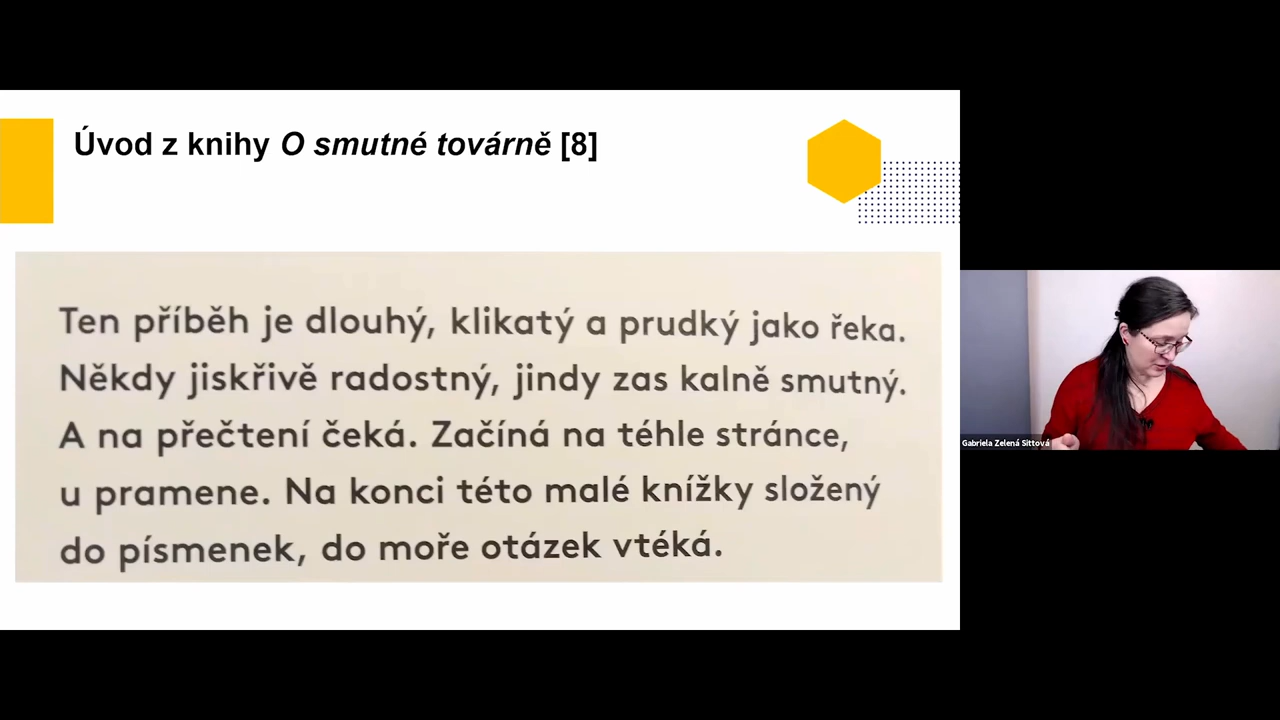 Úvod z knihy O smutné továrně [8]
Ten příběh je dlouhý, klikatý a prudký jako řeka.
Někdy jiskřivě radostný, jindy zas kalně smutný.
A na přečtení čeká. Začíná na téhle stránce,
u pramene. Na konci této malé knížky složený
do písmenek, do moře otázek vtéká.
Gabriela Zelená Sittová